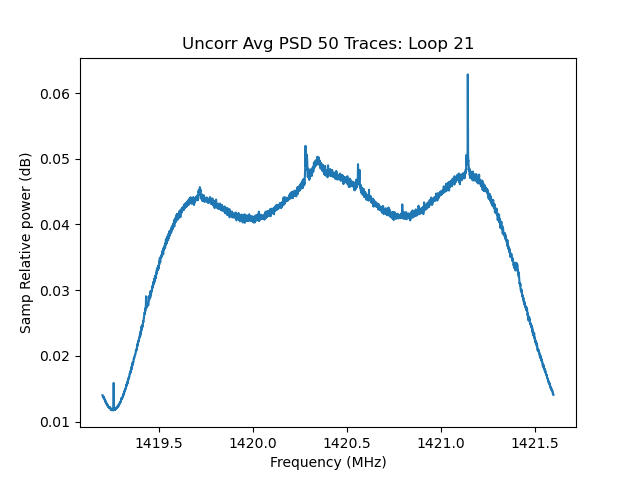 Uncorr Avg PSD 50 Traces: Loop 21
0.06
0.05
0.04
0.03
0.02
0.01
Samp Relative power (dB)
1419.5 1420.0 1420.5 1421.0 1421.5
Frequency (MHz)